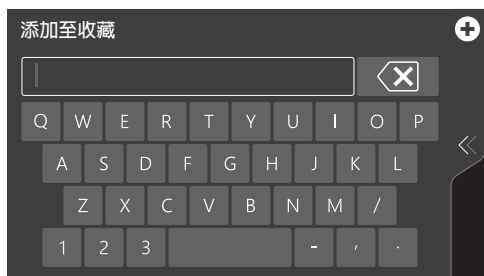 添加至收藏
Q W E R T Y U I O P
A S D F G H J K L
Z X C V B N M /
1 2 3 - , .